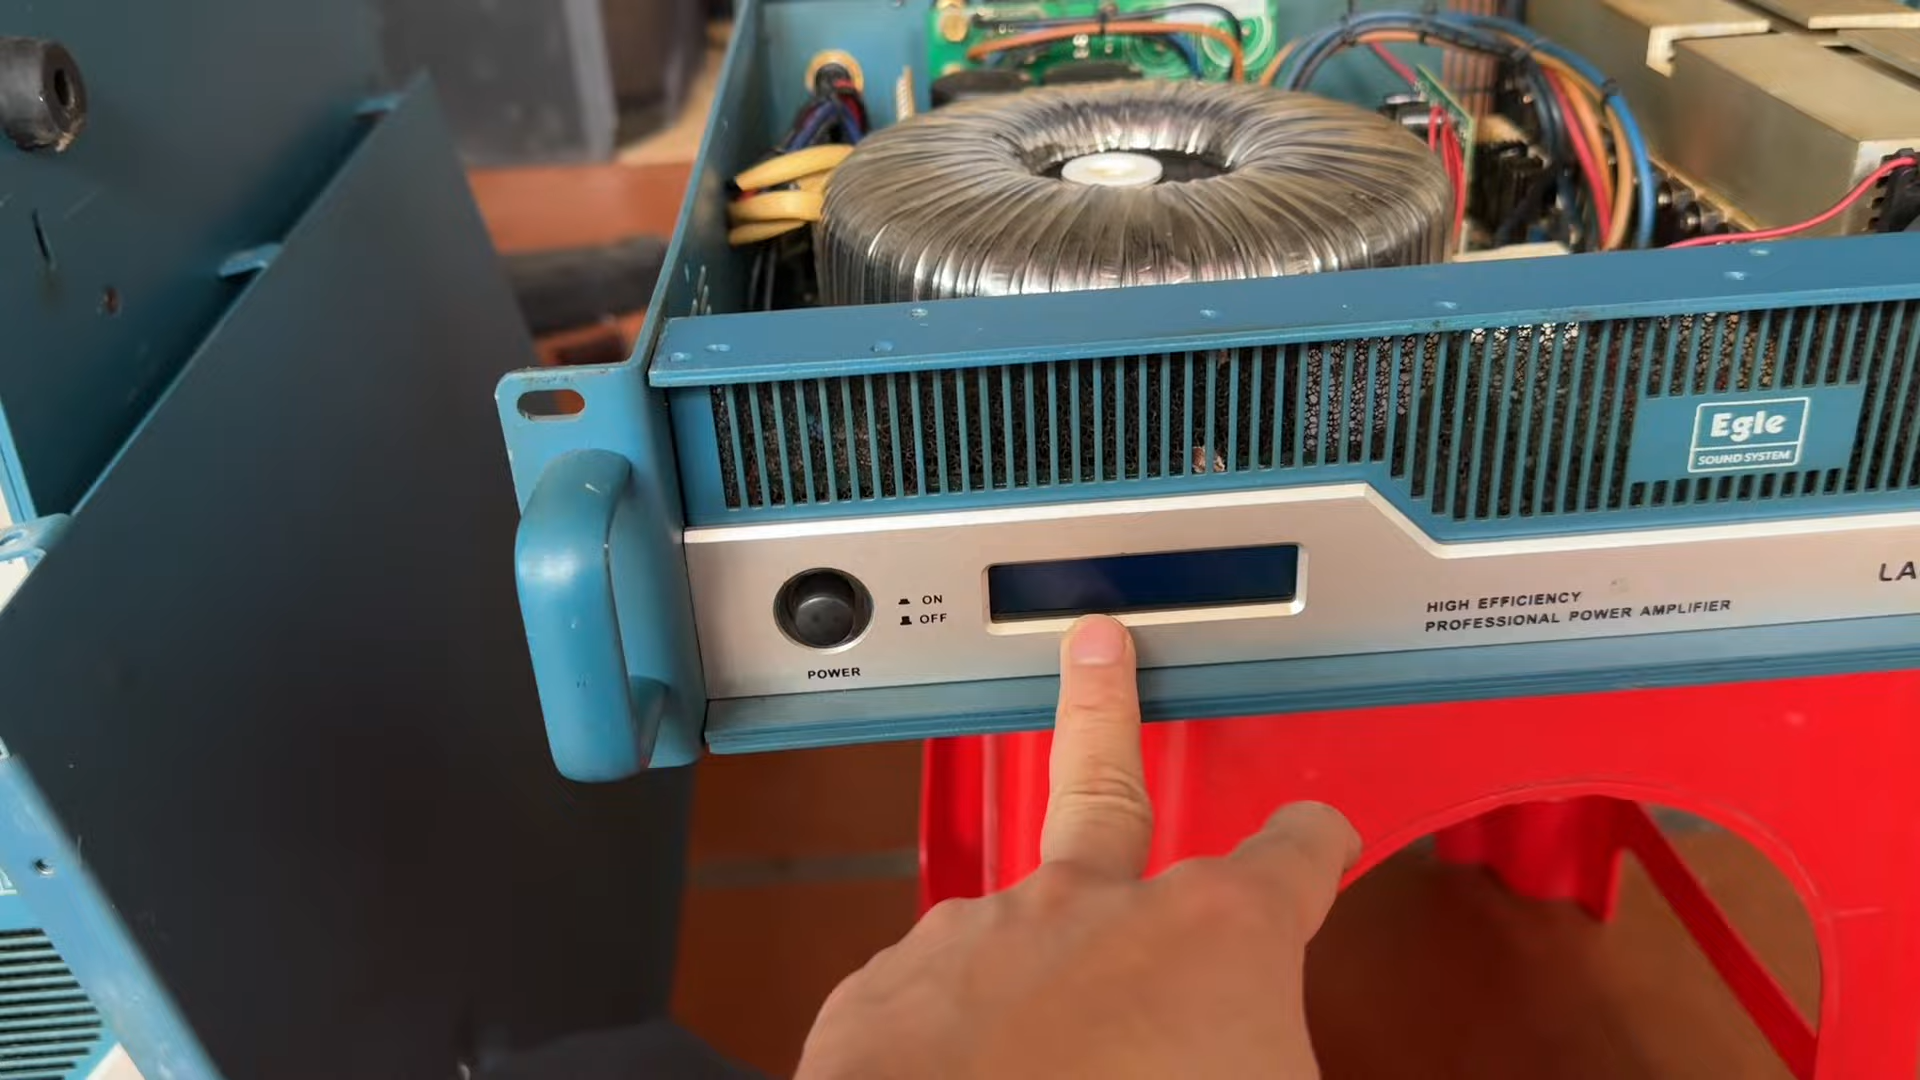 Egle
SOUND SYSTEM
ON
OFF
POWER
HIGH EFFICIENCY
PROFESSIONAL POWER AMPLIFIER
LA